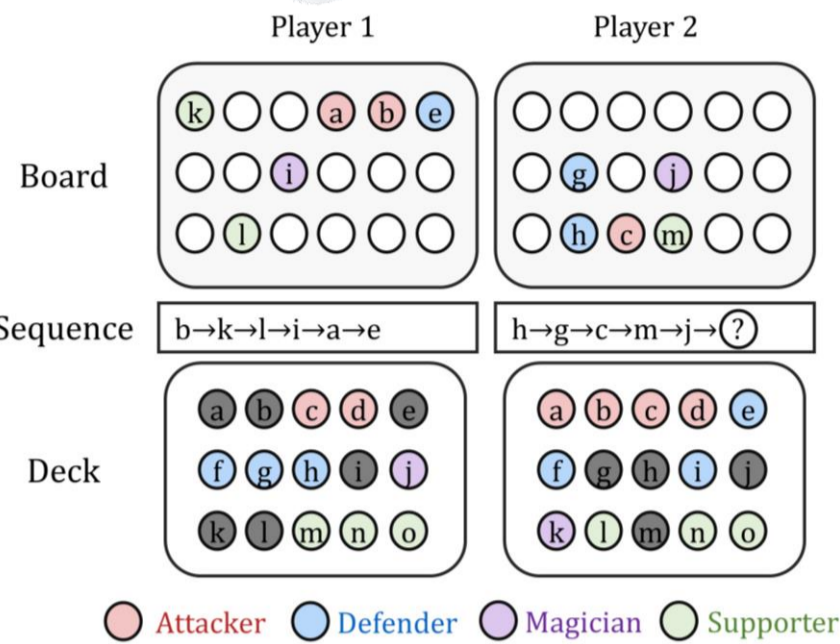 Player 1 Player 2
k a b e
Board i g j
l h c m
Sequence b→k→l→i→a→e h→g→c→m→j→?
a b c d e a b c d e
Deck f g h i j f g h i j
k l m n o k l m n o
Attacker Defender Magician Supporter